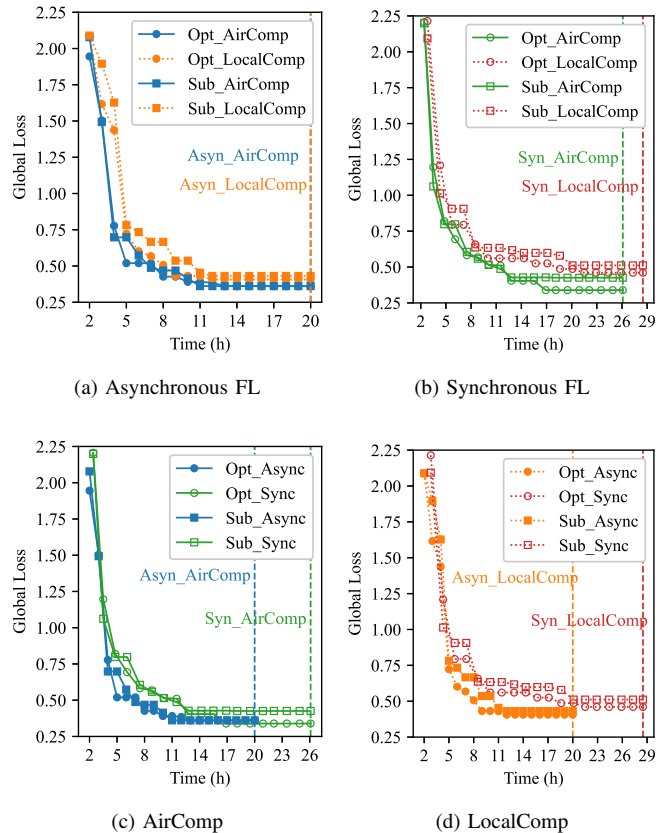 2.25
2.00
1.75
1.50
1.25
1.00
0.75
0.50
0.25
Global Loss
Opt_AirComp
Opt_LocalComp
Sub_AirComp
Sub_LocalComp
Asyn_AirComp
Asyn_LocalComp
2 5 8 11 14 17 20
Time (h)
(a) Asynchronous FL
2.25
2.00
1.75
1.50
1.25
1.00
0.75
0.50
0.25
Global Loss
Opt_AirComp
Opt_LocalComp
Sub_AirComp
Sub_LocalComp
Syn_AirComp
Syn_LocalComp
2 5 8 11 14 17 20 23 26 29
Time (h)
(b) Synchronous FL
2.25
2.00
1.75
1.50
1.25
1.00
0.75
0.50
0.25
Global Loss
Opt_Async
Opt_Sync
Sub_Async
Sub_Sync
Asyn_AirComp
Syn_AirComp
2 5 8 11 14 17 20 23 26
Time (h)
(c) AirComp
2.25
2.00
1.75
1.50
1.25
1.00
0.75
0.50
0.25
Global Loss
Opt_Async
Opt_Sync
Sub_Async
Sub_Sync
Asyn_LocalComp
Syn_LocalComp
2 5 8 11 14 17 20 23 26 29
Time (h)
(d) LocalComp